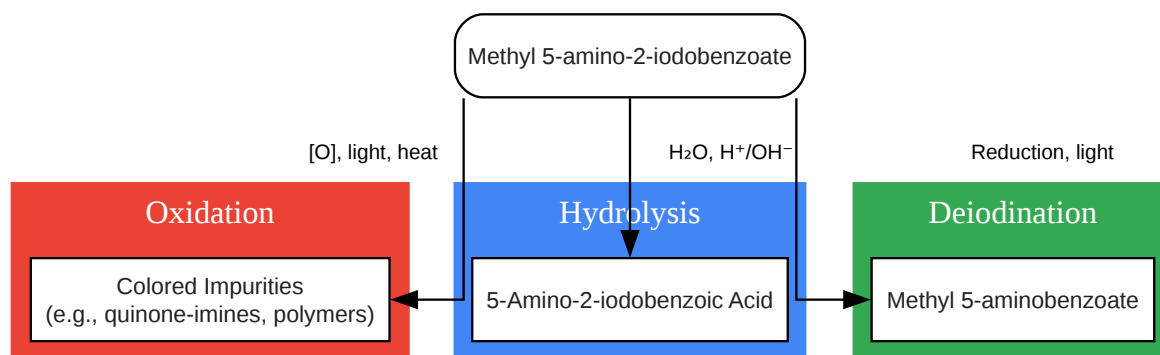 Methyl 5-amino-2-iodobenzoate
[O], light, heat
H₂O, H⁺/OH⁻
Reduction, light
Oxidation
Hydrolysis
Deiodination
Colored Impurities
(e.g., quinone-imines, polymers)
5-Amino-2-iodobenzoic Acid
Methyl 5-aminobenzoate